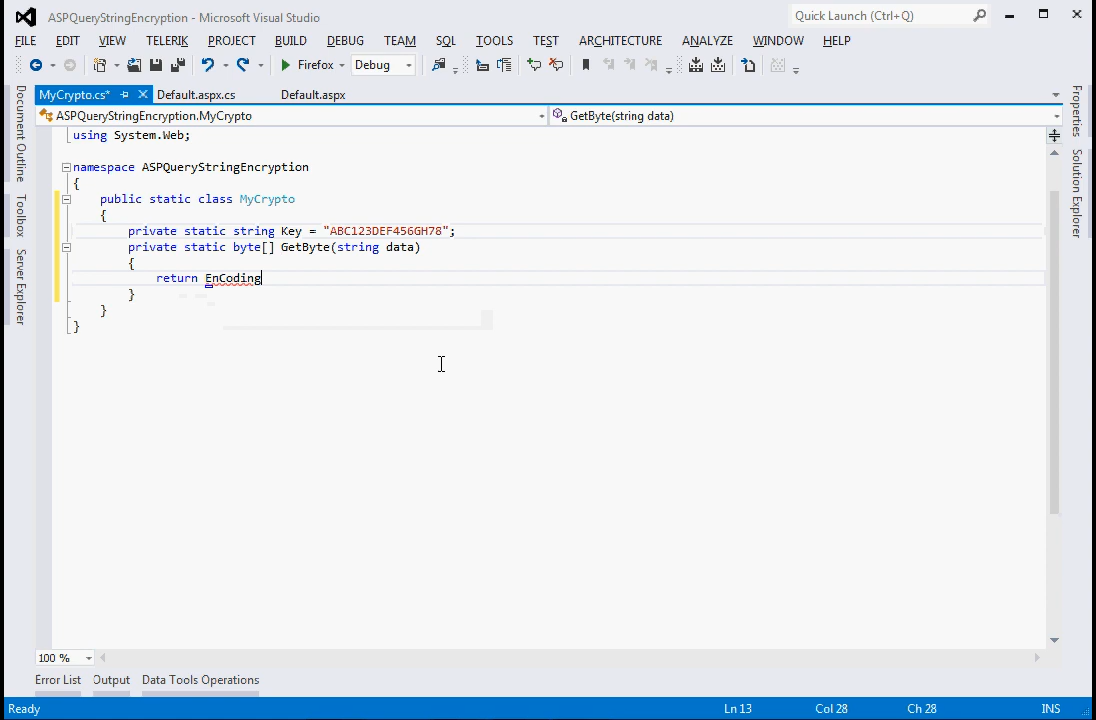 ASPQueryStringEncryption - Microsoft Visual Studio
Quick Launch (Ctrl+Q)
FILE EDIT VIEW TELERIK PROJECT BUILD DEBUG TEAM SQL TOOLS TEST ARCHITECTURE ANALYZE WINDOW HELP
Firefox Debug
MyCrypto.cs* Default.aspx.cs Default.aspx
ASPQueryStringEncryption.MyCrypto GetByte(string data)
Document Outline
Toolbox
Server Explorer
Properties
Solution Explorer
using System.Web;
namespace ASPQueryStringEncryption
{
public static class MyCrypto
{
private static string Key = "ABC123DEF456GH78";
private static byte[] GetByte(string data)
{
return EnCoding
}
}
}
100 %
Error List Output Data Tools Operations
Ready Ln 13 Col 28 Ch 28 INS